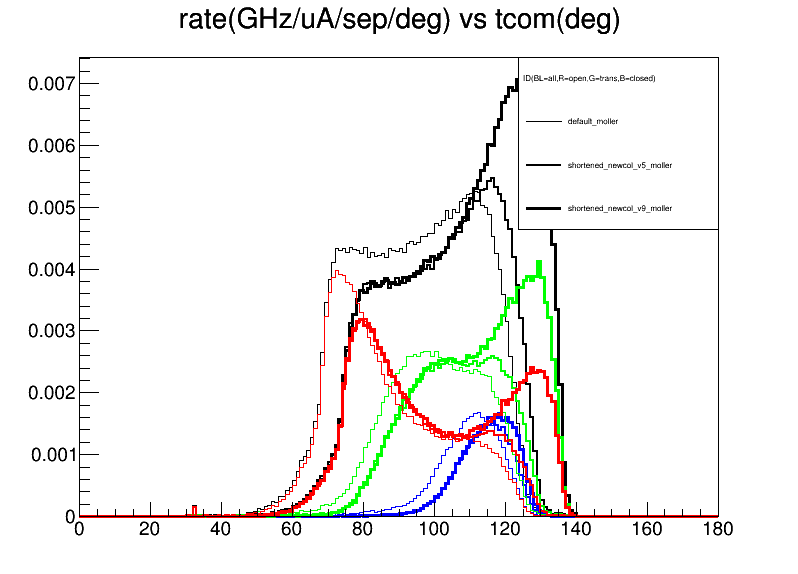 rate(GHz/uA/sep/deg) vs tcom(deg)
ID(BL=all,R=open,G=trans,B=closed)
default_moller
shortened_newcol_v5_moller
shortened_newcol_v9_moller
0.007
0.006
0.005
0.004
0.003
0.002
0.001
0
0 20 40 60 80 100 120 140 160 180